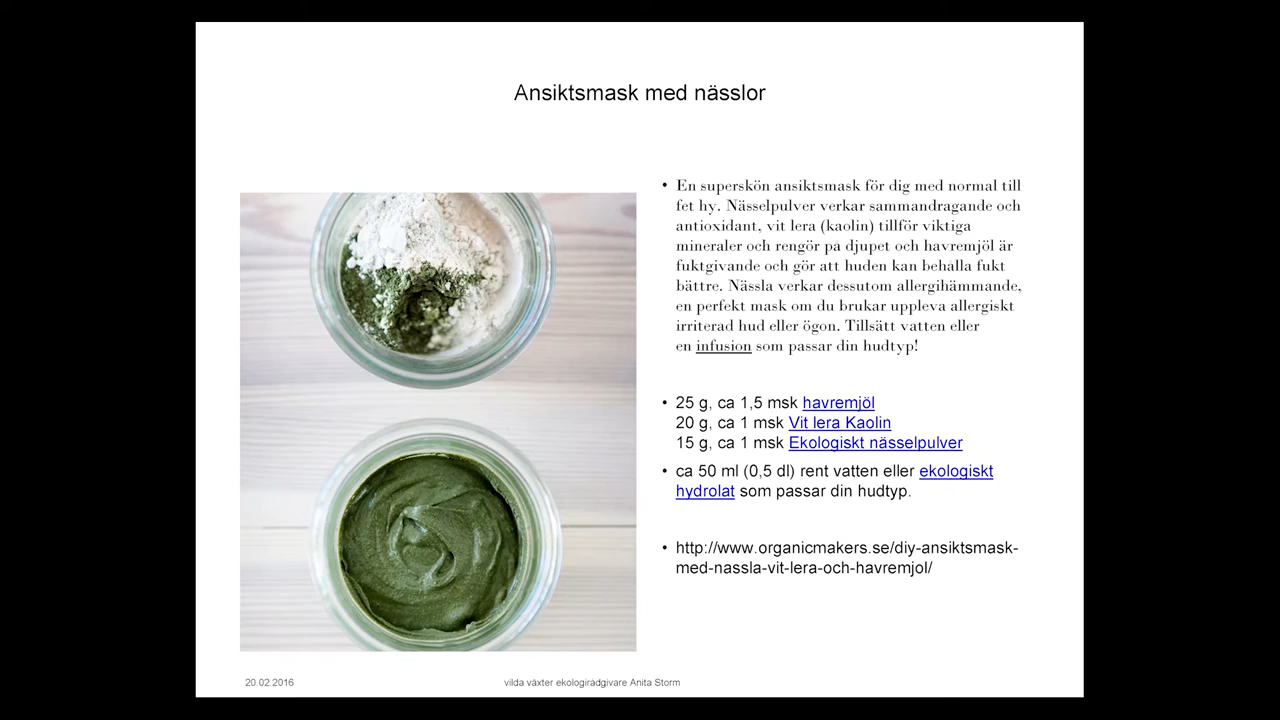 Ansiktsmask med nässlor
• En superskön ansiktsmask för dig med normal till
fet hy. Nässelpulver verkar sammandragande och
antioxidant, vit lera (kaolin) tillför viktiga
mineraler och rengör på djupet och havremjöl är
fuktgivande och gör att huden kan behålla fukt
bättre. Nässla verkar dessutom allergihämmande,
en perfekt mask om du brukar uppleva allergiskt
irriterad hud eller ögon. Tillsätt vatten eller
en infusion som passar din hudtyp!
• 25 g, ca 1,5 msk havremjöl
20 g, ca 1 msk Vit lera Kaolin
15 g, ca 1 msk Ekologiskt nässelpulver
• ca 50 ml (0,5 dl) rent vatten eller ekologiskt
hydrolat som passar din hudtyp.
• http://www.organicmakers.se/diy-ansiktsmask-
med-nassla-vit-lera-och-havremjol/
20.02.2016
vilda växter ekologirådgivare Anita Storm